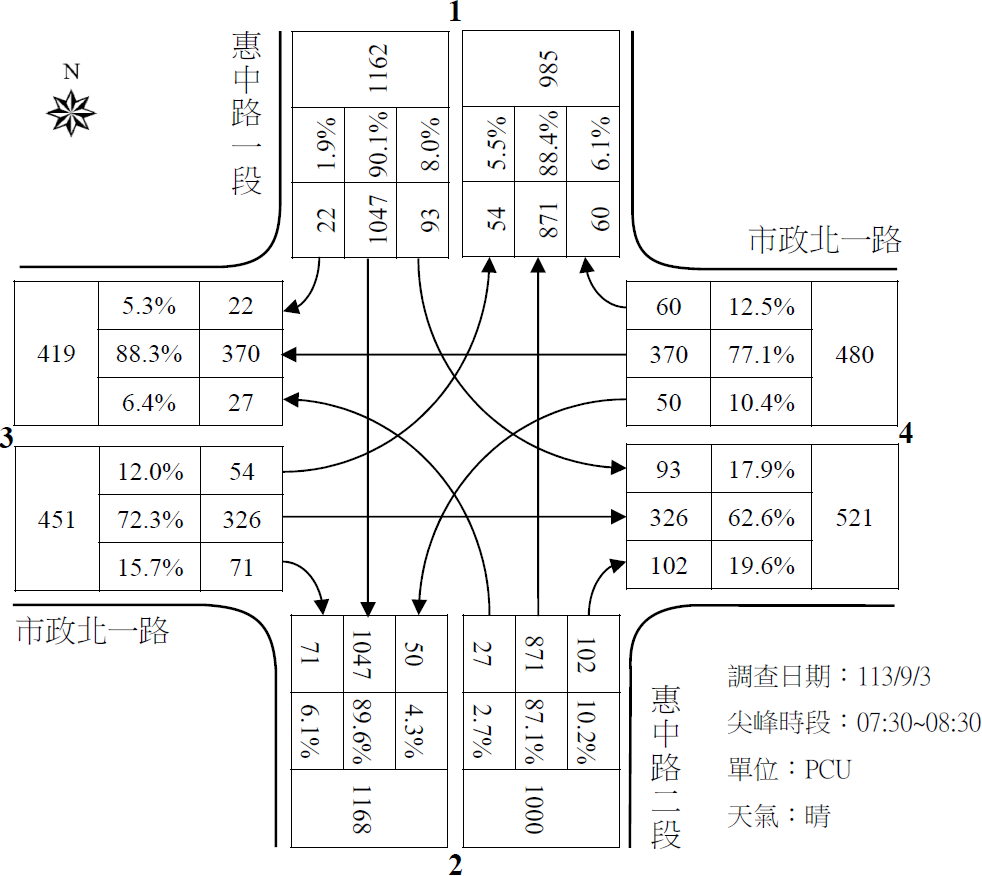 1
惠中路一段
N
1162
985
1.9% 90.1% 8.0%
5.5% 88.4% 6.1%
22 1047 93
54 871 60
市政北一路
419
5.3% 22
88.3% 370
6.4% 27
60 12.5%
370 77.1%
50 10.4%
480
3
4
451
12.0% 54
72.3% 326
15.7% 71
93 17.9%
326 62.6%
102 19.6%
521
市政北一路
71 1047 50
27 871 102
6.1% 89.6% 4.3%
2.7% 87.1% 10.2%
1168
1000
2
惠中路二段
調查日期：113/9/3
尖峰時段：07:30~08:30
單位：PCU
天氣：晴